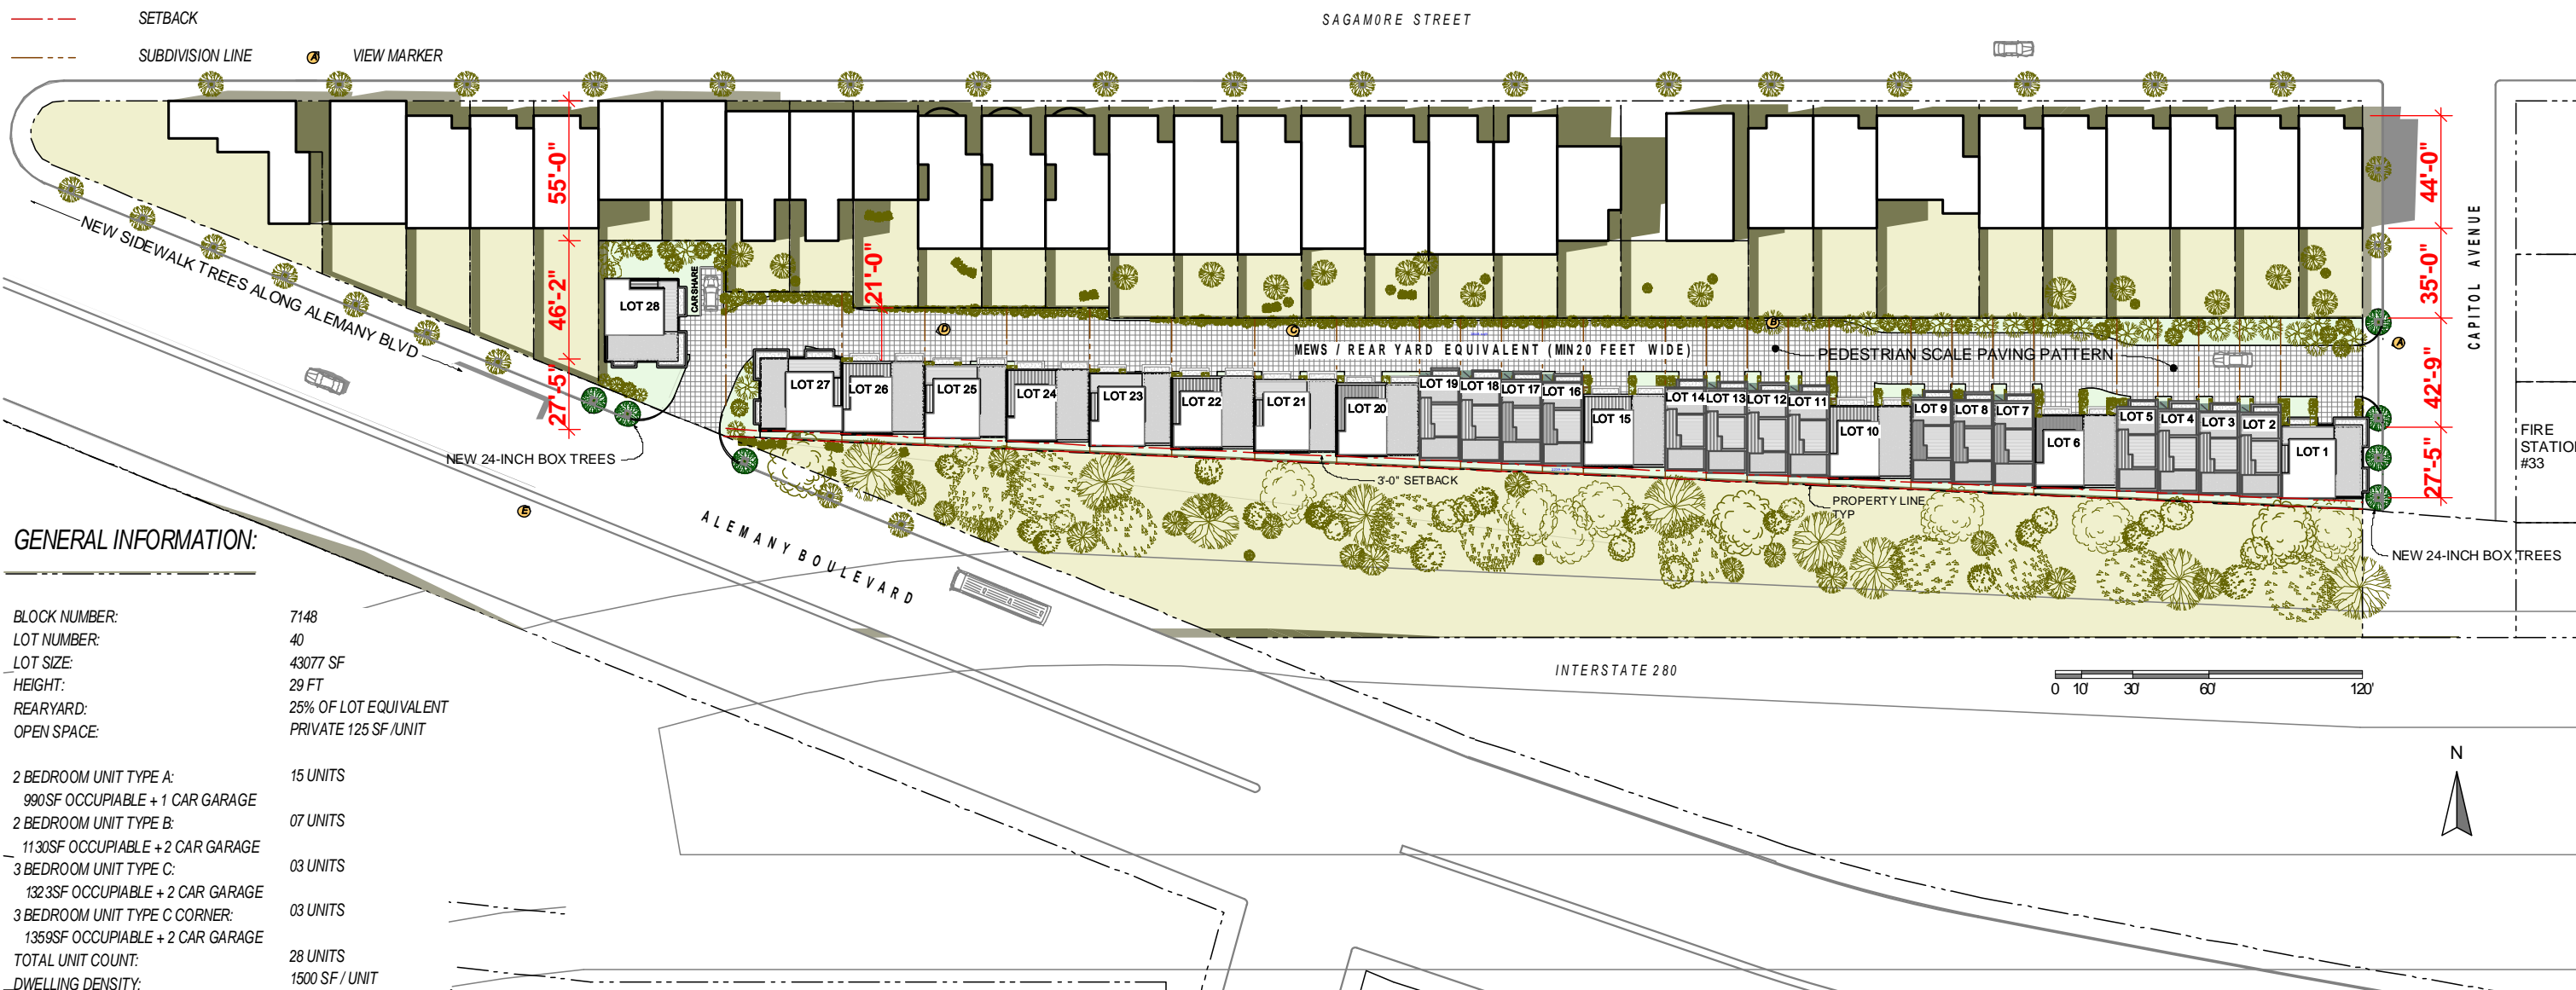 SETBACK
SAGAMORE STREET
SUBDIVISION LINE
A
VIEW MARKER
55'-0"
44'-0"
CAPITOL AVENUE
NEW SIDEWALK TREES ALONG ALEMANY BLVD
46'-2"
LOT 28
CARSHARE
21'-0"
35'-0"
D
C
B
A
MEWS / REAR YARD EQUIVALENT (MIN 20 FEET WIDE)
PEDESTRIAN SCALE PAVING PATTERN
27'-5"
42'-9"
LOT 27
LOT 26
LOT 25
LOT 24
LOT 23
LOT 22
LOT 21
LOT 20
LOT 19
LOT 18
LOT 17
LOT 16
LOT 15
LOT 14
LOT 13
LOT 12
LOT 11
LOT 10
LOT 9
LOT 8
LOT 7
LOT 6
LOT 5
LOT 4
LOT 3
LOT 2
LOT 1
FIRE
STATION
#33
27'-5"
NEW 24-INCH BOX TREES
3'-0" SETBACK
PROPERTY LINE
TYP
E
ALEMANY BOULEVARD
NEW 24-INCH BOX TREES
INTERSTATE 280
0 10' 30' 60' 120'
N
GENERAL INFORMATION:
BLOCK NUMBER: 7148
LOT NUMBER: 40
LOT SIZE: 43077 SF
HEIGHT: 29 FT
REARYARD: 25% OF LOT EQUIVALENT
OPEN SPACE: PRIVATE 125 SF /UNIT
2 BEDROOM UNIT TYPE A: 15 UNITS
990SF OCCUPIABLE + 1 CAR GARAGE
2 BEDROOM UNIT TYPE B: 07 UNITS
1130SF OCCUPIABLE + 2 CAR GARAGE
3 BEDROOM UNIT TYPE C: 03 UNITS
1323SF OCCUPIABLE + 2 CAR GARAGE
3 BEDROOM UNIT TYPE C CORNER: 03 UNITS
1359SF OCCUPIABLE + 2 CAR GARAGE
TOTAL UNIT COUNT: 28 UNITS
DWELLING DENSITY: 1500 SF / UNIT